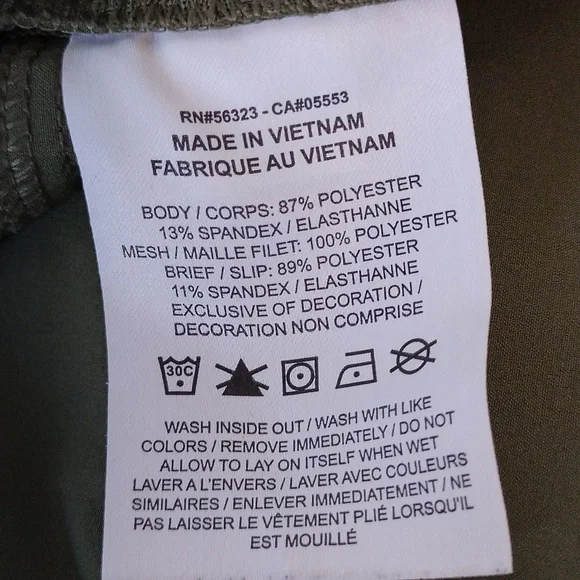 RN#56323 - CA#05553
MADE IN VIETNAM
FABRIQUE AU VIETNAM
BODY / CORPS: 87% POLYESTER
13% SPANDEX / ELASTHANNE
MESH / MAILLE FILET: 100% POLYESTER
BRIEF / SLIP: 89% POLYESTER
11% SPANDEX / ELASTHANNE
EXCLUSIVE OF DECORATION /
DECORATION NON COMPRISE
30C
WASH INSIDE OUT / WASH WITH LIKE
COLORS / REMOVE IMMEDIATELY / DO NOT
ALLOW TO LAY ON ITSELF WHEN WET
LAVER A L'ENVERS / LAVER AVEC COULEURS
SIMILAIRES / ENLEVER IMMEDIATEMENT / NE
PAS LAISSER LE VÊTEMENT PLIÉ LORSQU'IL
EST MOUILLÉ